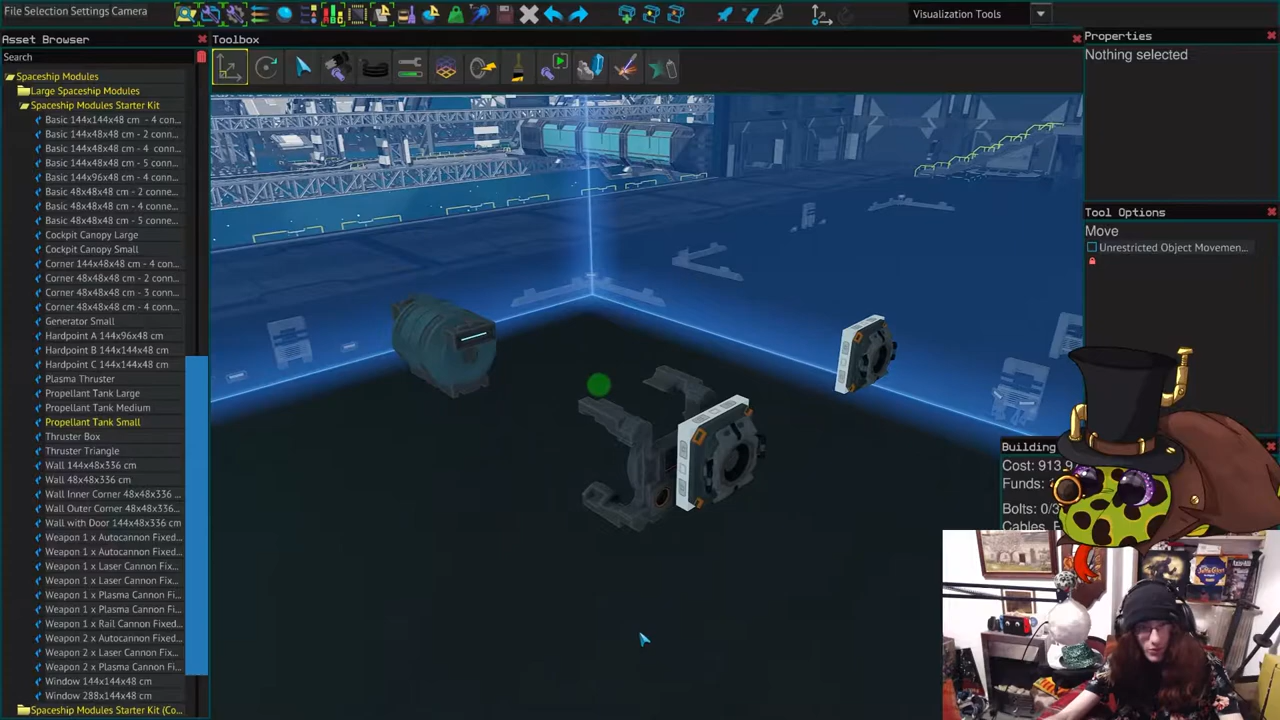 File Selection Settings Camera
Visualization Tools
Asset Browser
Search
Spaceship Modules
Large Spaceship Modules
Spaceship Modules Starter Kit
Basic 144x144x48 cm - 4 con...
Basic 144x48x48 cm - 2 conn...
Basic 144x48x48 cm - 4 conn...
Basic 144x48x48 cm - 5 conn...
Basic 144x96x48 cm - 4 conn...
Basic 48x48x48 cm - 2 conne...
Basic 48x48x48 cm - 4 conne...
Basic 48x48x48 cm - 5 conne...
Cockpit Canopy Large
Cockpit Canopy Small
Corner 144x48x48 cm - 4 con...
Corner 48x48x48 cm - 2 conn...
Corner 48x48x48 cm - 3 conn...
Corner 48x48x48 cm - 4 conn...
Generator Small
Hardpoint A 144x96x48 cm
Hardpoint B 144x144x48 cm
Hardpoint C 144x144x48 cm
Plasma Thruster
Propellant Tank Large
Propellant Tank Medium
Propellant Tank Small
Thruster Box
Thruster Triangle
Wall 144x48x336 cm
Wall 48x48x336 cm
Wall Inner Corner 48x48x336 ...
Wall Outer Corner 48x48x336...
Wall with Door 144x48x336 cm
Weapon 1 x Autocannon Fixed...
Weapon 1 x Autocannon Fixed...
Weapon 1 x Laser Cannon Fix...
Weapon 1 x Laser Cannon Fix...
Weapon 1 x Plasma Cannon Fi...
Weapon 1 x Plasma Cannon Fi...
Weapon 1 x Rail Cannon Fixed...
Weapon 2 x Autocannon Fixed...
Weapon 2 x Laser Cannon Fix...
Weapon 2 x Plasma Cannon Fi...
Window 144x144x48 cm
Window 288x144x48 cm
Spaceship Modules Starter Kit (Co...
Toolbox
Properties
Nothing selected
Tool Options
Move
Unrestricted Object Movemen...
Building
Cost: 913.9
Funds:
Bolts: 0/3
Cables,